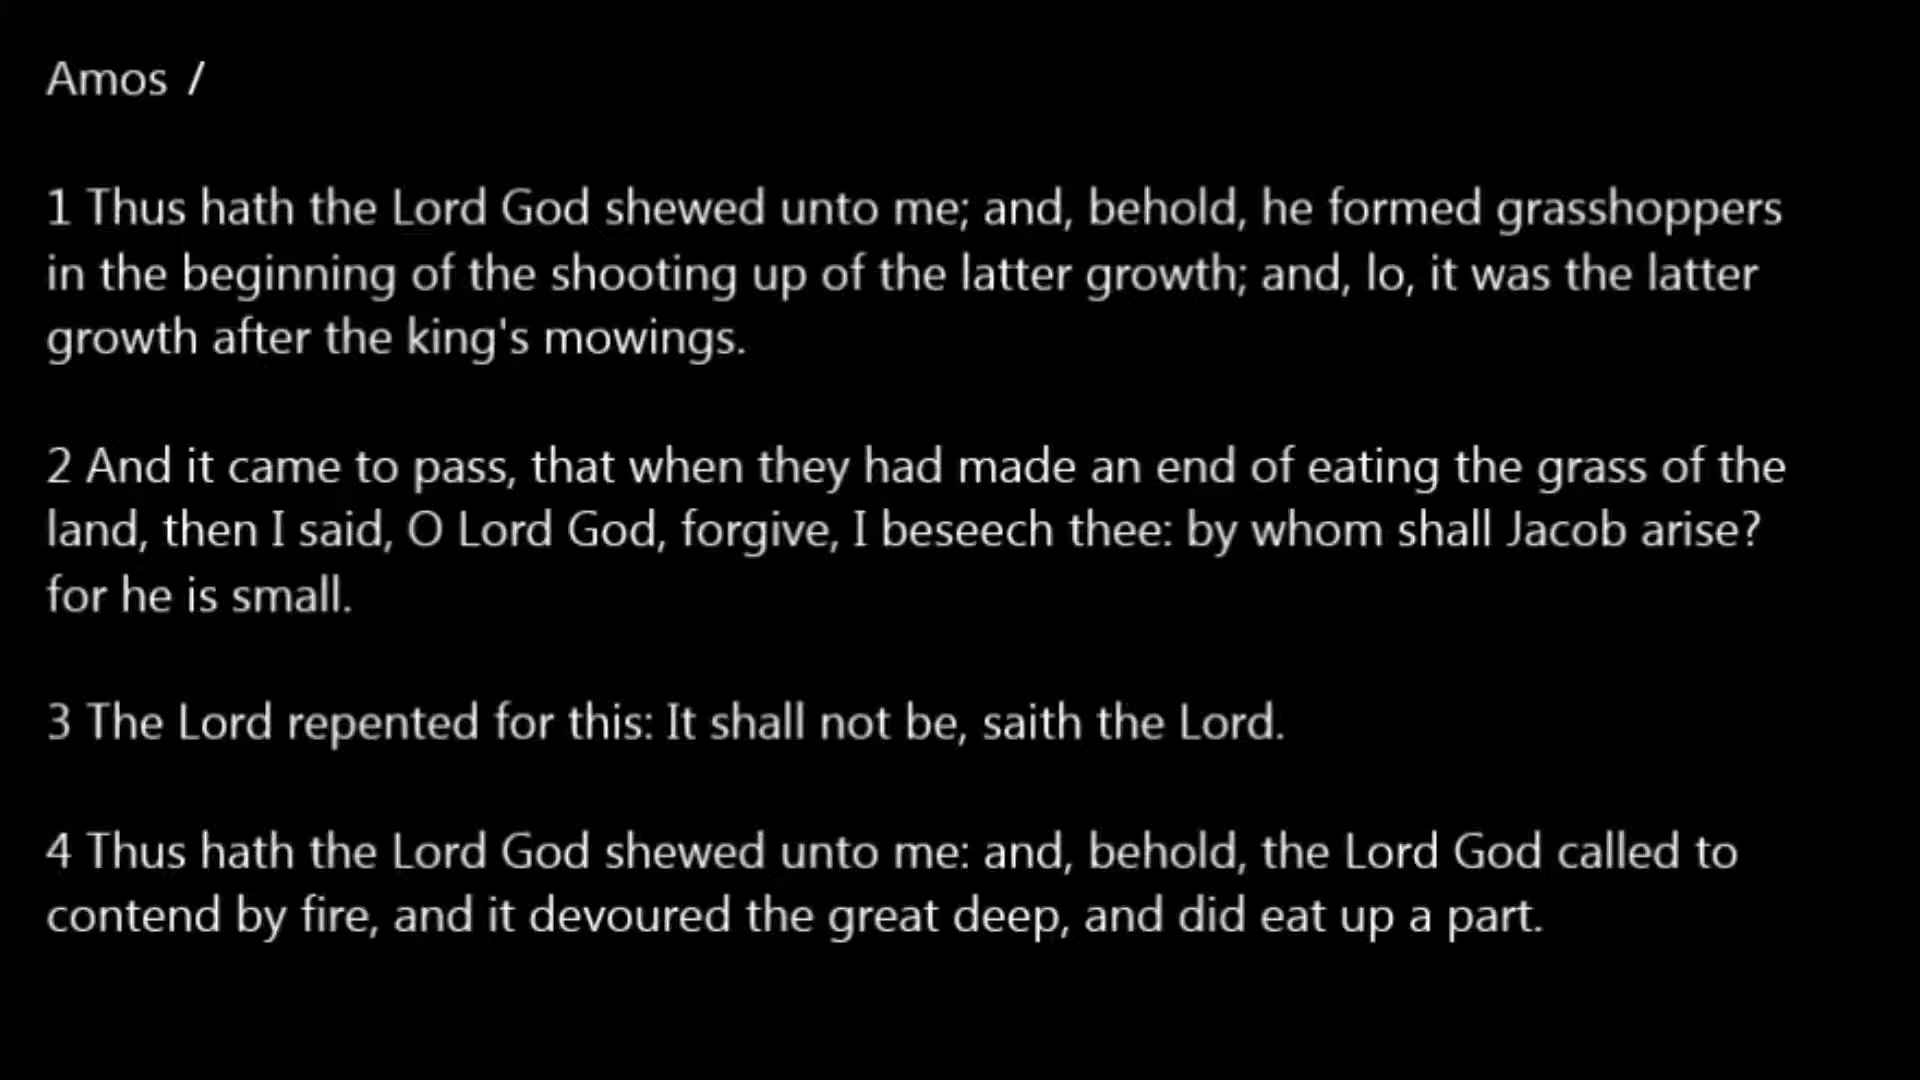 Amos /
1 Thus hath the Lord God shewed unto me; and, behold, he formed grasshoppers
in the beginning of the shooting up of the latter growth; and, lo, it was the latter
growth after the king's mowings.
2 And it came to pass, that when they had made an end of eating the grass of the
land, then I said, O Lord God, forgive, I beseech thee: by whom shall Jacob arise?
for he is small.
3 The Lord repented for this: It shall not be, saith the Lord.
4 Thus hath the Lord God shewed unto me: and, behold, the Lord God called to
contend by fire, and it devoured the great deep, and did eat up a part.